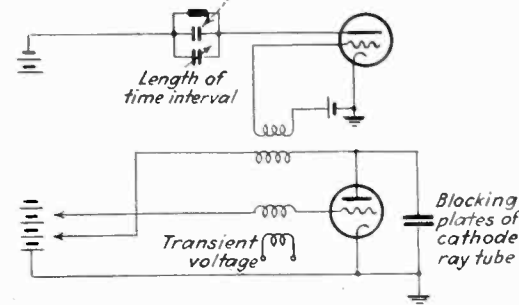 Length of
time interval
Transient
voltage
Blocking
plates of
cathode
ray tube